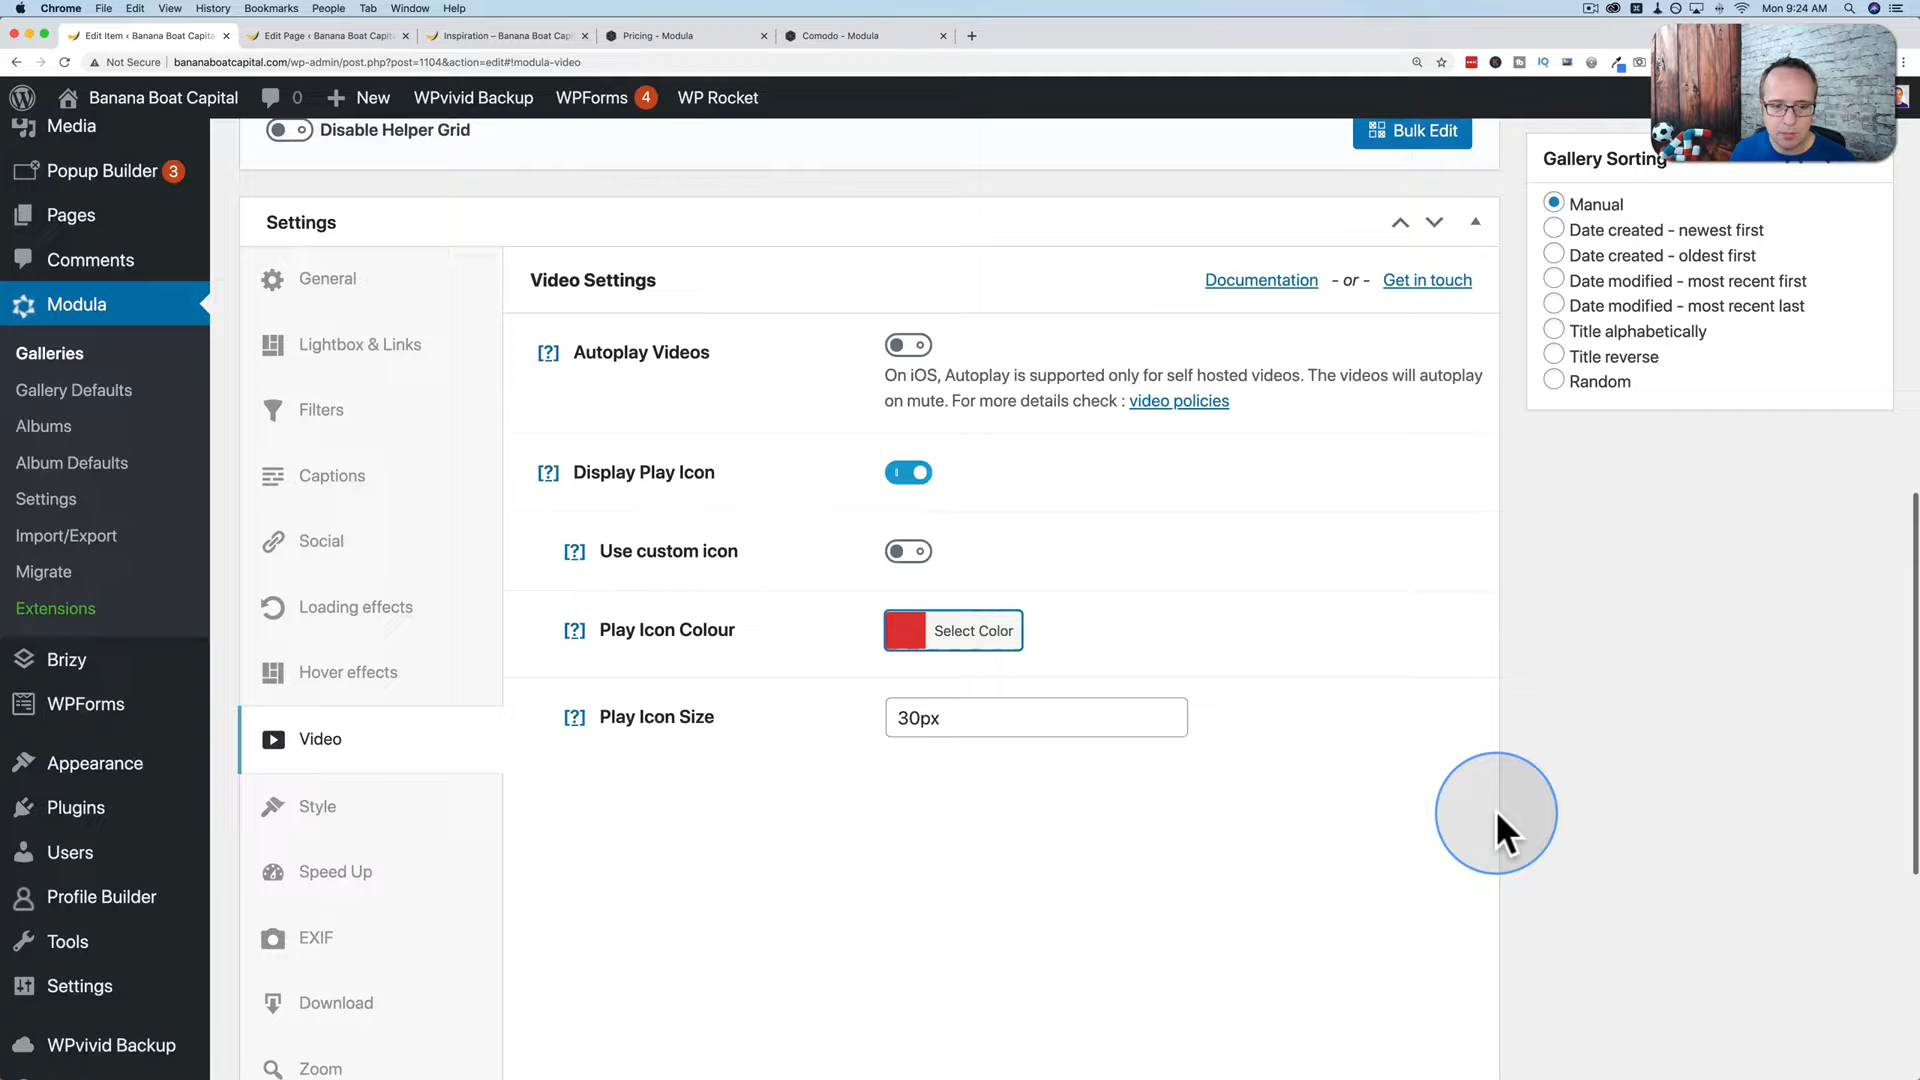 Chrome File Edit View History Bookmarks People Tab Window Help Mon 9:24 AM
Edit Item ‹ Banana Boat Capita Edit Page ‹ Banana Boat Capita Inspiration – Banana Boat Capi Pricing - Modula Comodo - Modula
Not Secure bananaboatcapital.com/wp-admin/post.php?post=1104&action=edit#!modula-video IQ
Banana Boat Capital 0 New WPvivid Backup WPForms 4 WP Rocket
Media
Popup Builder 3
Pages
Comments
Modula
Galleries
Gallery Defaults
Albums
Album Defaults
Settings
Import/Export
Migrate
Extensions
Brizy
WPForms
Appearance
Plugins
Users
Profile Builder
Tools
Settings
WPvivid Backup
Disable Helper Grid
Bulk Edit
Settings
General
Lightbox & Links
Filters
Captions
Social
Loading effects
Hover effects
Video
Style
Speed Up
EXIF
Download
Zoom
Video Settings
Documentation - or - Get in touch
[?] Autoplay Videos
On iOS, Autoplay is supported only for self hosted videos. The videos will autoplay
on mute. For more details check : video policies
[?] Display Play Icon
[?] Use custom icon
[?] Play Icon Colour
Select Color
[?] Play Icon Size
30px
Gallery Sorting
Manual
Date created - newest first
Date created - oldest first
Date modified - most recent first
Date modified - most recent last
Title alphabetically
Title reverse
Random